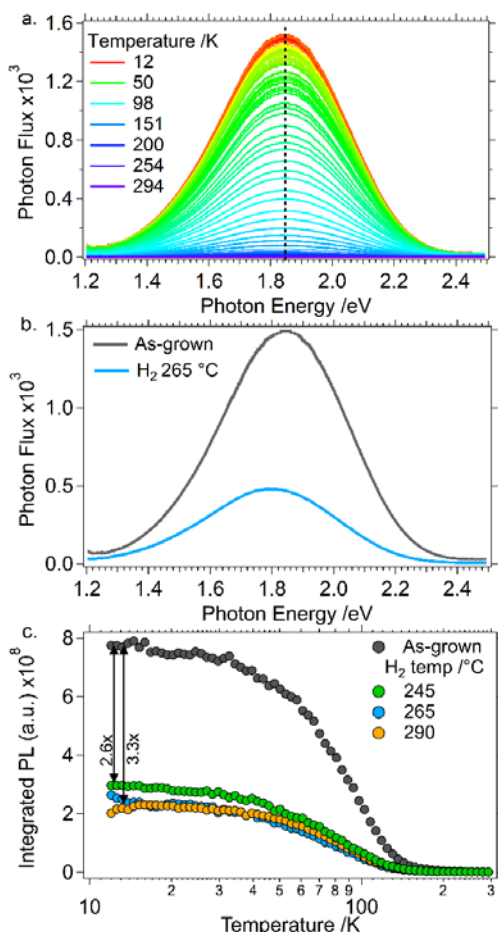 a.
Photon Flux x10³
1.6
1.2
0.8
0.4
0.0
Temperature /K
12
50
98
151
200
254
294
1.2 1.4 1.6 1.8 2.0 2.2 2.4
Photon Energy /eV
b.
Photon Flux x10³
1.5
1.0
0.5
0.0
As-grown
H₂ 265 °C
1.2 1.4 1.6 1.8 2.0 2.2 2.4
Photon Energy /eV
c.
Integrated PL (a.u.) x10⁸
8
6
4
2
0
2.6x
3.3x
As-grown
H₂ temp /°C
245
265
290
10 2 3 4 5 6 7 8 9 100 2 3
Temperature /K